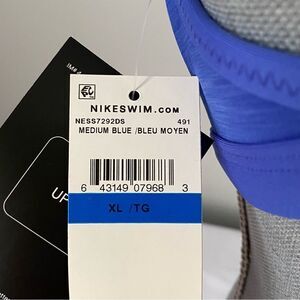 NIKESWIM.COM
NESS7292DS 491
MEDIUM BLUE /BLEU MOYEN
6 43149 07968 3
XL /TG
UP